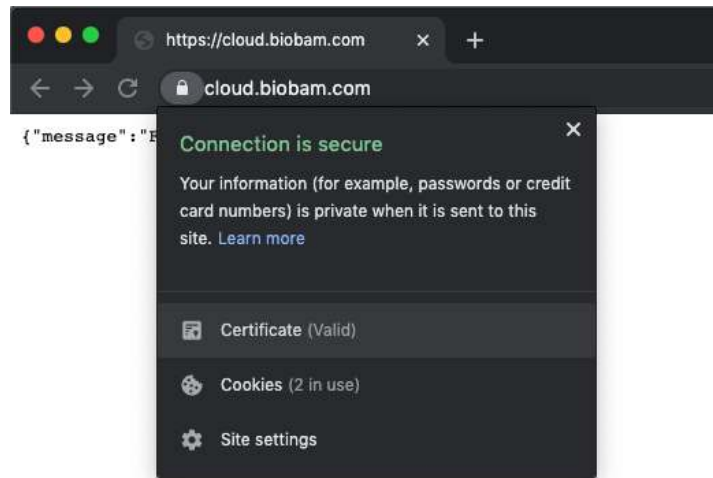 https://cloud.biobam.com
cloud.biobam.com
{"message":"
Connection is secure
Your information (for example, passwords or credit
card numbers) is private when it is sent to this
site. Learn more
Certificate (Valid)
Cookies (2 in use)
Site settings